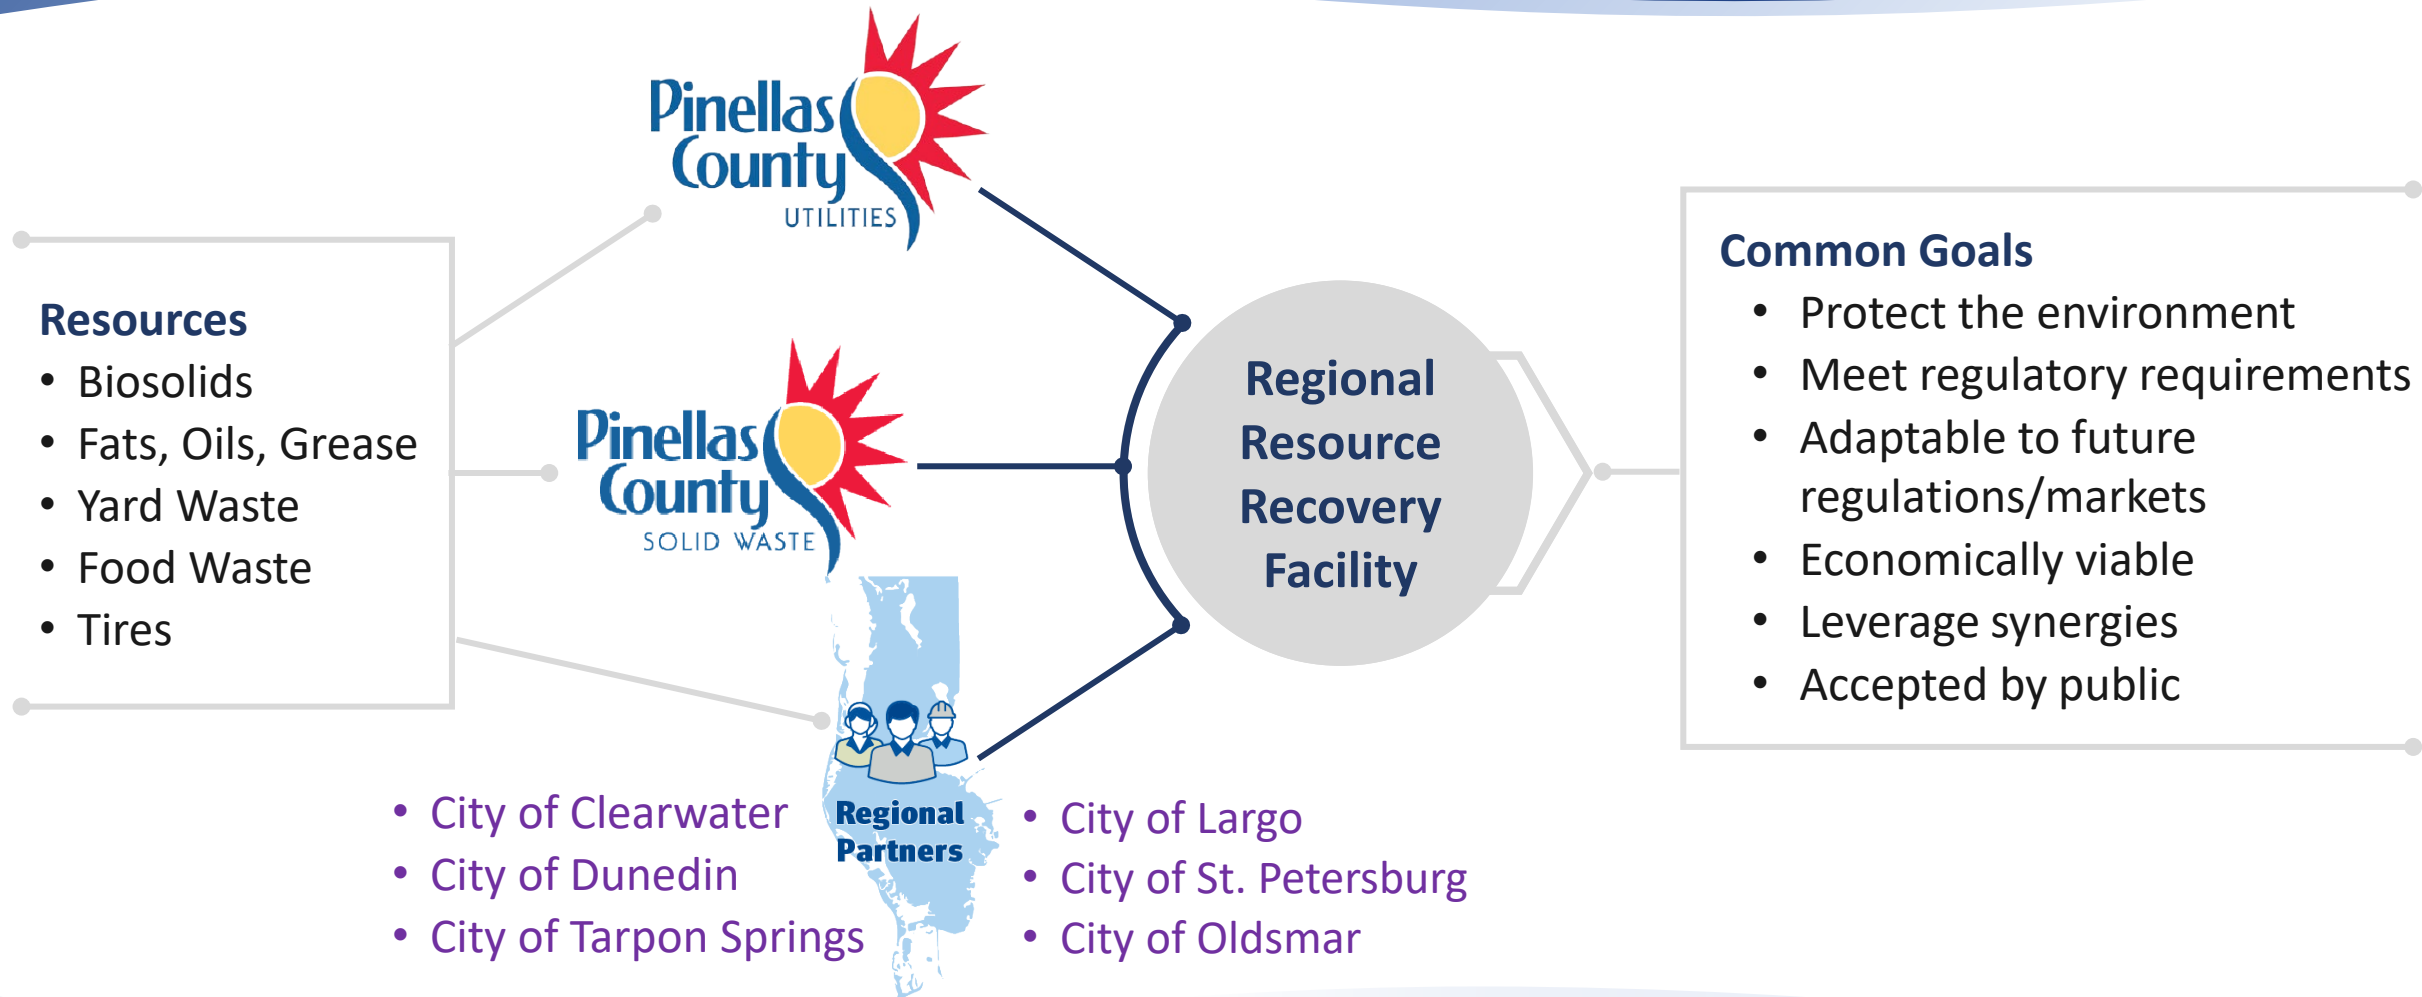 Pinellas
County
UTILITIES
Resources
• Biosolids
• Fats, Oils, Grease
• Yard Waste
• Food Waste
• Tires
Pinellas
County
SOLID WASTE
Regional
Resource
Recovery
Facility
Common Goals
• Protect the environment
• Meet regulatory requirements
• Adaptable to future
regulations/markets
• Economically viable
• Leverage synergies
• Accepted by public
Regional
Partners
• City of Clearwater
• City of Dunedin
• City of Tarpon Springs
• City of Largo
• City of St. Petersburg
• City of Oldsmar